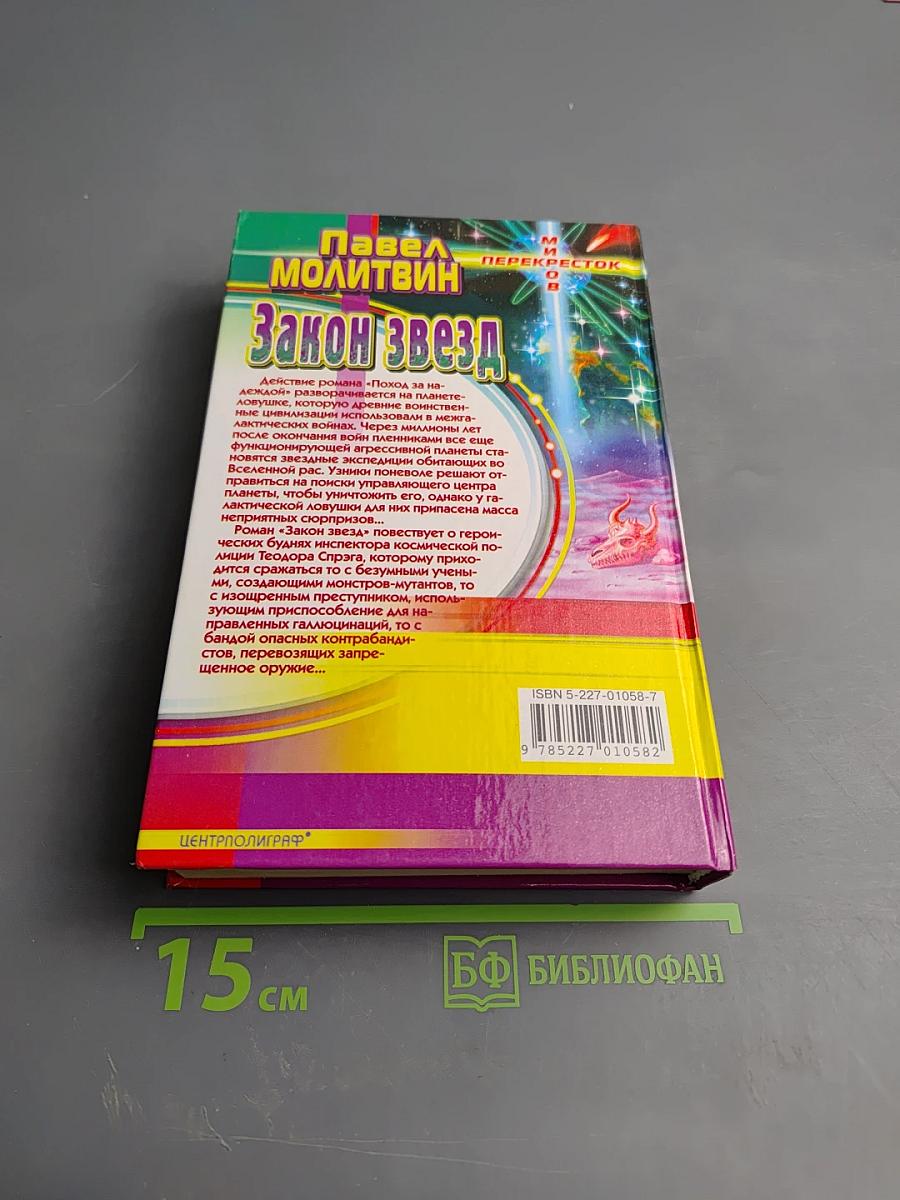 Павел
МОЛИТВИН
МИРОВ
ПЕРЕКРЕСТОК
Закон звезд
Действие романа «Поход за на-
деждой» разворачивается на планете-
ловушке, которую древние воинствен-
ные цивилизации использовали в межга-
лактических войнах. Через миллионы лет
после окончания войн пленниками все еще
функционирующей агрессивной планеты ста-
новятся звездные экспедиции обитающих во
Вселенной рас. Узники поневоле решают от-
правиться на поиски управляющего центра
планеты, чтобы уничтожить его, однако у га-
лактической ловушки для них припасена масса
неприятных сюрпризов...
Роман «Закон звезд» повествует о герои-
ческих буднях инспектора космической по-
лиции Теодора Спрэга, которому прихо-
дится сражаться то с безумными учены-
ми, создающими монстров-мутантов, то
с изощренным преступником, исполь-
зующим приспособление для на-
правленных галлюцинаций, то с
бандой опасных контрабанди-
стов, перевозящих запре-
щенное оружие...
ISBN 5-227-01058-7
9 785227 010582
ЦЕНТРПОЛИГРАФ®
15 см
БФ БИБЛИОФАН